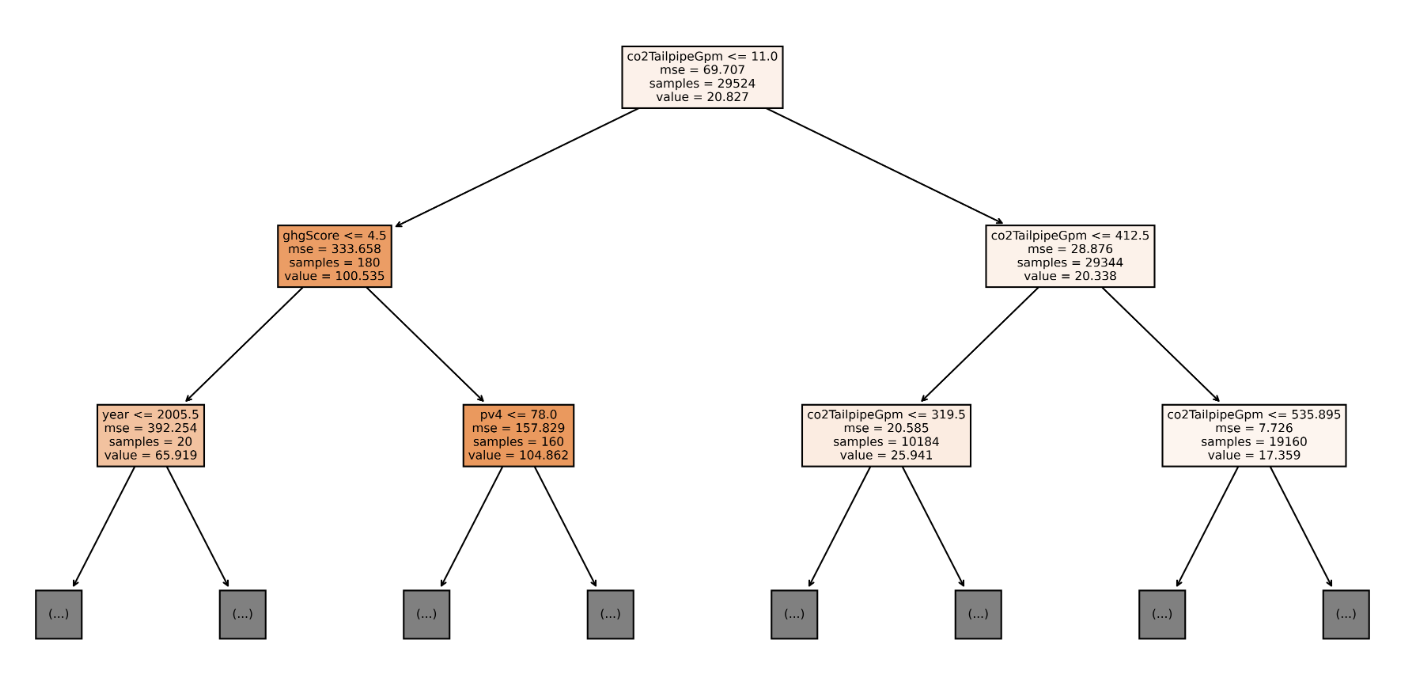 co2TailpipeGpm <= 11.0
mse = 69.707
samples = 29524
value = 20.827
ghgScore <= 4.5
mse = 333.658
samples = 180
value = 100.535
co2TailpipeGpm <= 412.5
mse = 28.876
samples = 29344
value = 20.338
year <= 2005.5
mse = 392.254
samples = 20
value = 65.919
pv4 <= 78.0
mse = 157.829
samples = 160
value = 104.862
co2TailpipeGpm <= 319.5
mse = 20.585
samples = 10184
value = 25.941
co2TailpipeGpm <= 535.895
mse = 7.726
samples = 19160
value = 17.359
(...)
(...)
(...)
(...)
(...)
(...)
(...)
(...)